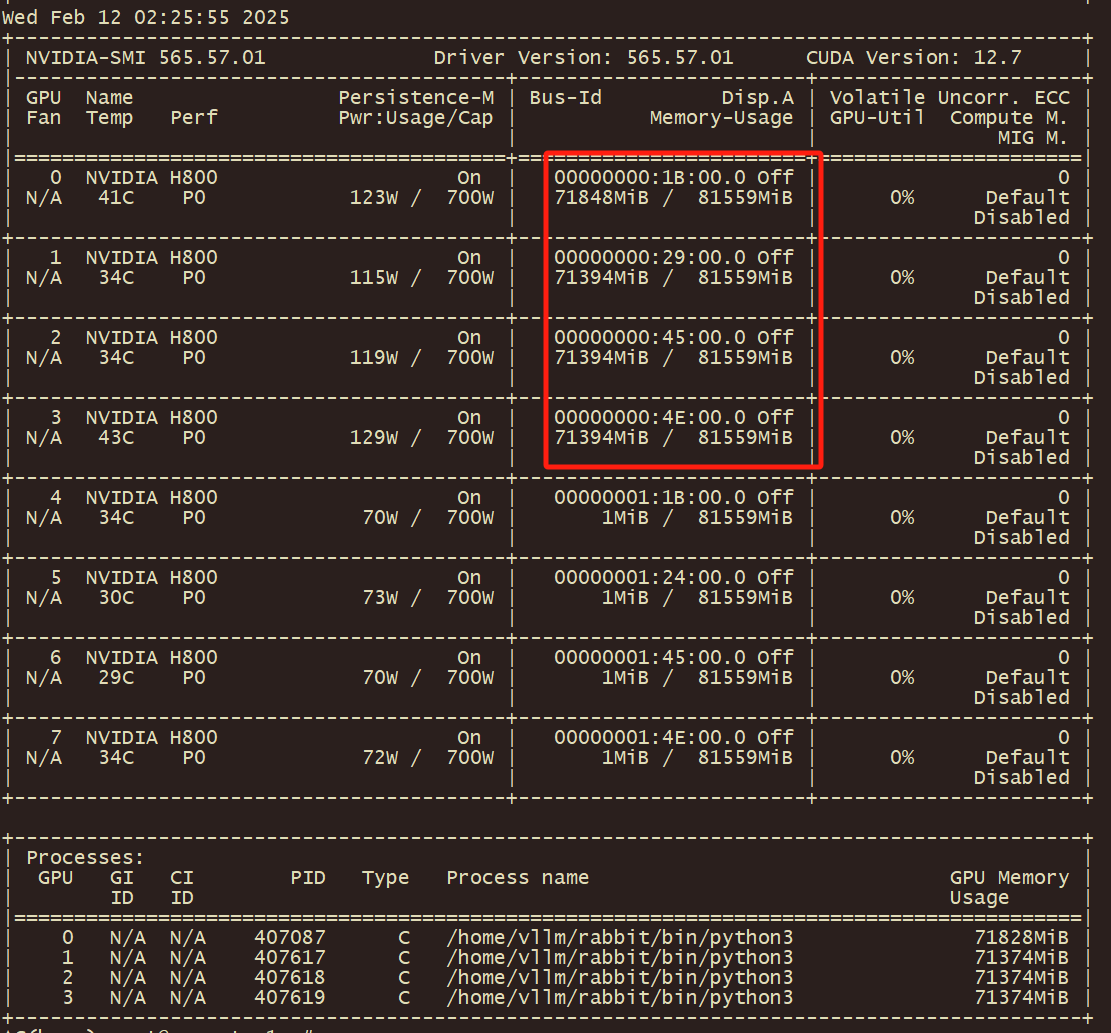 Wed Feb 12 02:25:55 2025
+-----------------------------------------------------------------------------------------+
| NVIDIA-SMI 565.57.01              Driver Version: 565.57.01      CUDA Version: 12.7     |
|-----------------------------------------+------------------------+----------------------+
| GPU  Name                 Persistence-M | Bus-Id          Disp.A | Volatile Uncorr. ECC |
| Fan  Temp   Perf          Pwr:Usage/Cap |           Memory-Usage | GPU-Util  Compute M. |
|                                         |                        |               MIG M. |
|=========================================+========================+======================|
|   0  NVIDIA H800                    On  |   00000000:1B:00.0 Off |                    0 |
| N/A   41C    P0            123W /  700W |   71848MiB /  81559MiB |      0%      Default |
|                                         |                        |             Disabled |
+-----------------------------------------+------------------------+----------------------+
|   1  NVIDIA H800                    On  |   00000000:29:00.0 Off |                    0 |
| N/A   34C    P0            115W /  700W |   71394MiB /  81559MiB |      0%      Default |
|                                         |                        |             Disabled |
+-----------------------------------------+------------------------+----------------------+
|   2  NVIDIA H800                    On  |   00000000:45:00.0 Off |                    0 |
| N/A   34C    P0            119W /  700W |   71394MiB /  81559MiB |      0%      Default |
|                                         |                        |             Disabled |
+-----------------------------------------+------------------------+----------------------+
|   3  NVIDIA H800                    On  |   00000000:4E:00.0 Off |                    0 |
| N/A   43C    P0            129W /  700W |   71394MiB /  81559MiB |      0%      Default |
|                                         |                        |             Disabled |
+-----------------------------------------+------------------------+----------------------+
|   4  NVIDIA H800                    On  |   00000001:1B:00.0 Off |                    0 |
| N/A   34C    P0             70W /  700W |       1MiB /  81559MiB |      0%      Default |
|                                         |                        |             Disabled |
+-----------------------------------------+------------------------+----------------------+
|   5  NVIDIA H800                    On  |   00000001:24:00.0 Off |                    0 |
| N/A   30C    P0             73W /  700W |       1MiB /  81559MiB |      0%      Default |
|                                         |                        |             Disabled |
+-----------------------------------------+------------------------+----------------------+
|   6  NVIDIA H800                    On  |   00000001:45:00.0 Off |                    0 |
| N/A   29C    P0             70W /  700W |       1MiB /  81559MiB |      0%      Default |
|                                         |                        |             Disabled |
+-----------------------------------------+------------------------+----------------------+
|   7  NVIDIA H800                    On  |   00000001:4E:00.0 Off |                    0 |
| N/A   34C    P0             72W /  700W |       1MiB /  81559MiB |      0%      Default |
|                                         |                        |             Disabled |
+-----------------------------------------+------------------------+----------------------+
+-----------------------------------------------------------------------------------------+
| Processes:                                                                              |
|  GPU   GI   CI        PID   Type   Process name                              GPU Memory |
|        ID   ID                                                               Usage      |
|=========================================================================================|
|    0   N/A  N/A    407087      C   /home/vllm/rabbit/bin/python3               71828MiB |
|    1   N/A  N/A    407617      C   /home/vllm/rabbit/bin/python3               71374MiB |
|    2   N/A  N/A    407618      C   /home/vllm/rabbit/bin/python3               71374MiB |
|    3   N/A  N/A    407619      C   /home/vllm/rabbit/bin/python3               71374MiB |
+-----------------------------------------------------------------------------------------+